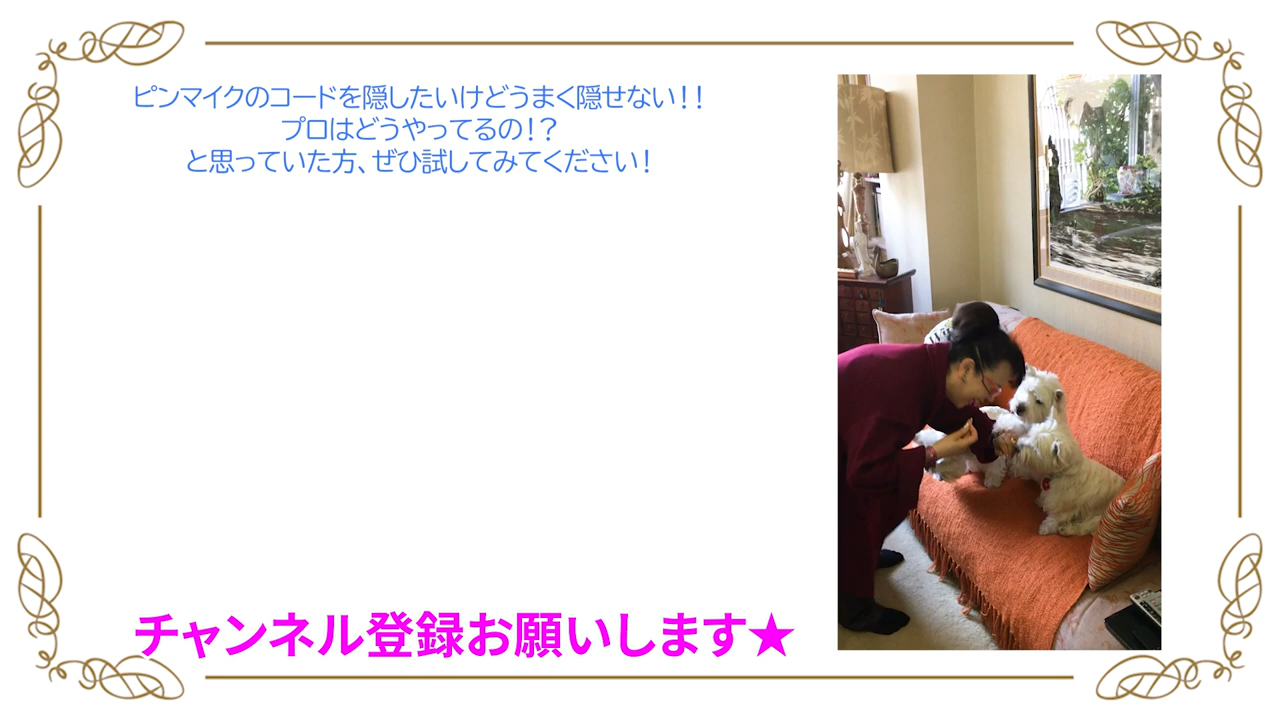 ピンマイクのコードを隠したいけどうまく隠せない!!
プロはどうやってるの!?
と思っていた方、ぜひ試してみてください!
チャンネル登録お願いします★